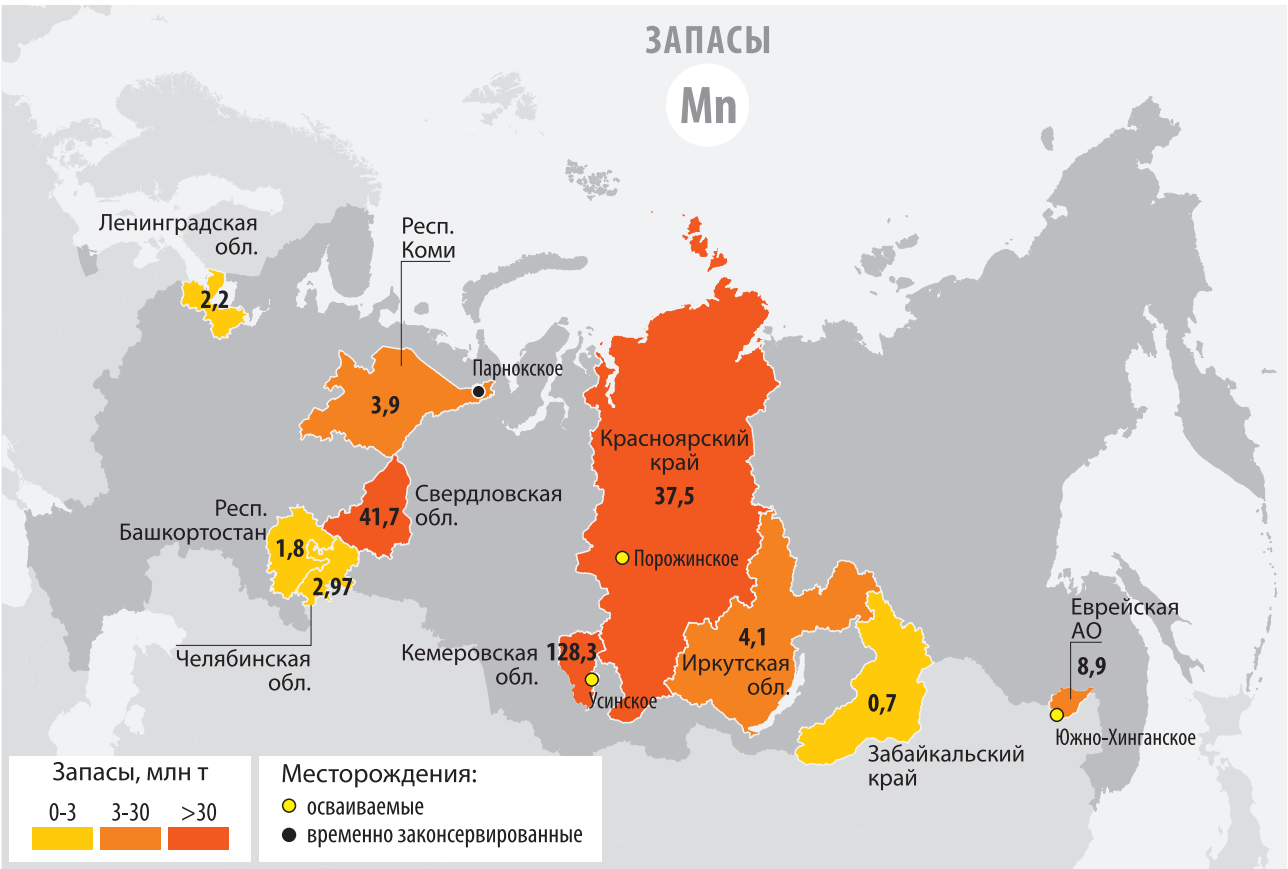 ЗАПАСЫ
Mn
Ленинградская
обл.
2,2
Респ.
Коми
Парнокское
3,9
Красноярский
край
37,5
Свердловская
обл.
41,7
Респ.
Башкортостан
1,8
2,97
Порожинское
Челябинская
обл.
Кемеровская
обл.
128,3
Усинское
4,1
Иркутская
обл.
0,7
Забайкальский
край
Еврейская
АО
8,9
Южно-Хинганское
Запасы, млн т
0-3 3-30 >30
Месторождения:
осваиваемые
временно законсервированные